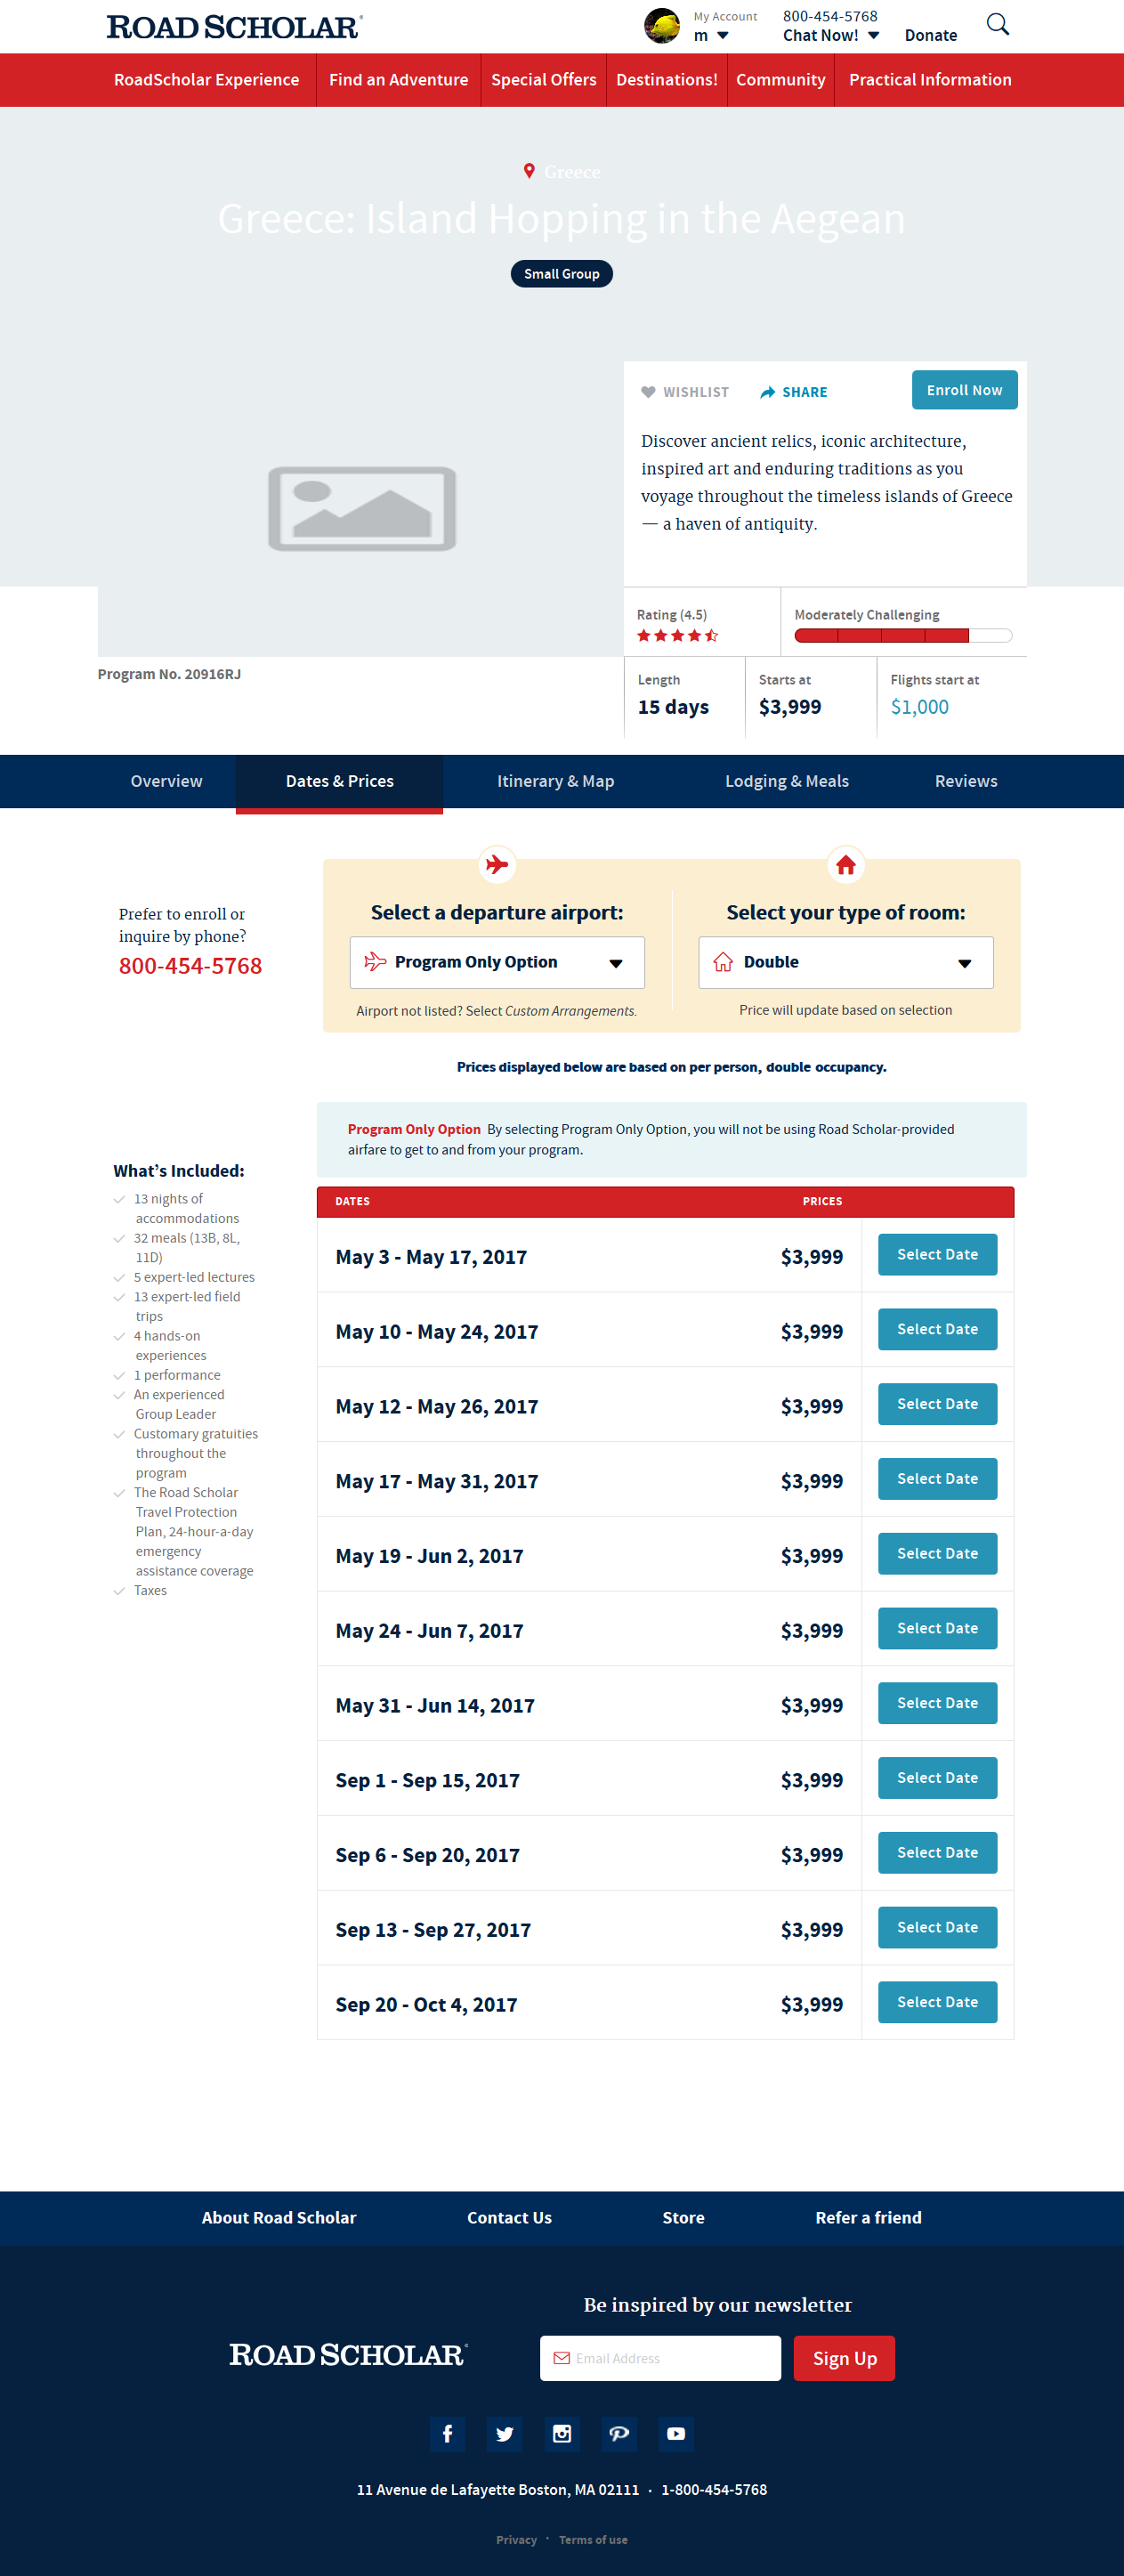 ROAD SCHOLAR®
My Account
m
800-454-5768
Chat Now!
Donate
RoadScholar Experience
Find an Adventure
Special Offers
Destinations!
Community
Practical Information
Greece
Greece: Island Hopping in the Aegean
Small Group
WISHLIST
SHARE
Enroll Now
Discover ancient relics, iconic architecture,
inspired art and enduring traditions as you
voyage throughout the timeless islands of Greece
— a haven of antiquity.
Rating (4.5)
Moderately Challenging
Program No. 20916RJ
Length
15 days
Starts at
$3,999
Flights start at
$1,000
Overview
Dates & Prices
Itinerary & Map
Lodging & Meals
Reviews
Prefer to enroll or
inquire by phone?
800-454-5768
Select a departure airport:
Program Only Option
Airport not listed? Select Custom Arrangements.
Select your type of room:
Double
Price will update based on selection
Prices displayed below are based on per person, double occupancy.
Program Only Option By selecting Program Only Option, you will not be using Road Scholar-provided
airfare to get to and from your program.
What’s Included:
13 nights of
accommodations
32 meals (13B, 8L,
11D)
5 expert-led lectures
13 expert-led field
trips
4 hands-on
experiences
1 performance
An experienced
Group Leader
Customary gratuities
throughout the
program
The Road Scholar
Travel Protection
Plan, 24-hour-a-day
emergency
assistance coverage
Taxes
DATES PRICES
May 3 - May 17, 2017 $3,999 Select Date
May 10 - May 24, 2017 $3,999 Select Date
May 12 - May 26, 2017 $3,999 Select Date
May 17 - May 31, 2017 $3,999 Select Date
May 19 - Jun 2, 2017 $3,999 Select Date
May 24 - Jun 7, 2017 $3,999 Select Date
May 31 - Jun 14, 2017 $3,999 Select Date
Sep 1 - Sep 15, 2017 $3,999 Select Date
Sep 6 - Sep 20, 2017 $3,999 Select Date
Sep 13 - Sep 27, 2017 $3,999 Select Date
Sep 20 - Oct 4, 2017 $3,999 Select Date
About Road Scholar
Contact Us
Store
Refer a friend
Be inspired by our newsletter
ROAD SCHOLAR®
Email Address
Sign Up
11 Avenue de Lafayette Boston, MA 02111 · 1-800-454-5768
Privacy · Terms of use